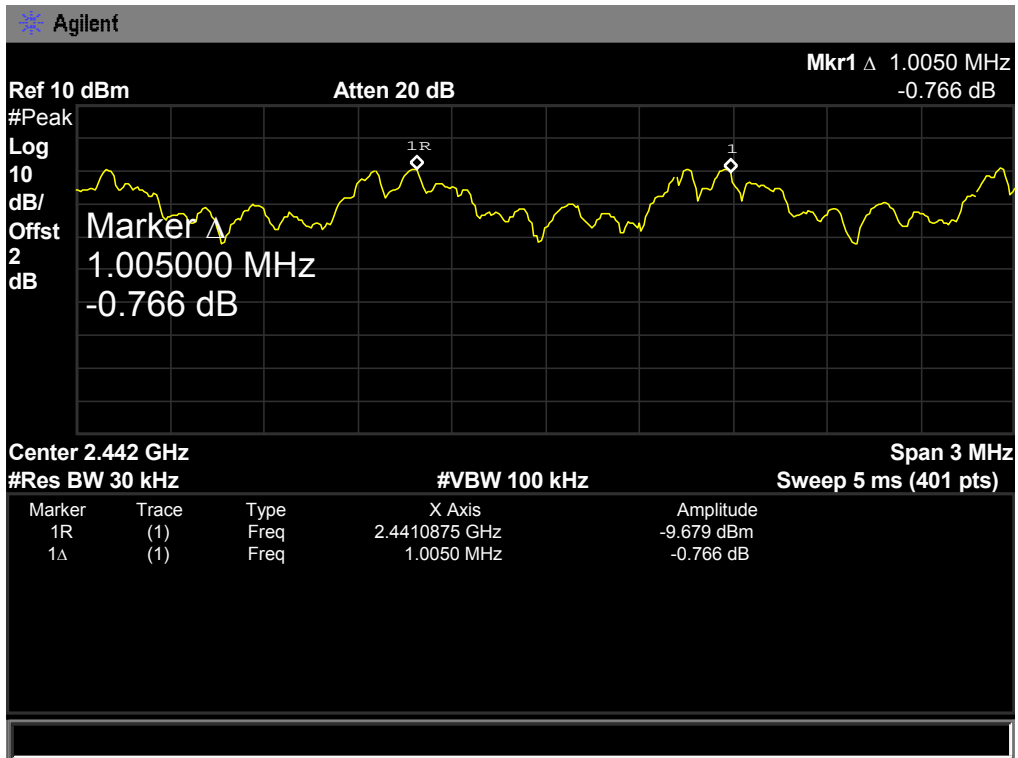 Agilent
Mkr1 Δ 1.0050 MHz
Ref 10 dBm Atten 20 dB -0.766 dB
#Peak
Log
10
dB/
Offst
2
dB
1R
1
Marker Δ
1.005000 MHz
-0.766 dB
Center 2.442 GHz Span 3 MHz
#Res BW 30 kHz #VBW 100 kHz Sweep 5 ms (401 pts)
Marker Trace Type X Axis Amplitude
1R (1) Freq 2.4410875 GHz -9.679 dBm
1Δ (1) Freq 1.0050 MHz -0.766 dB